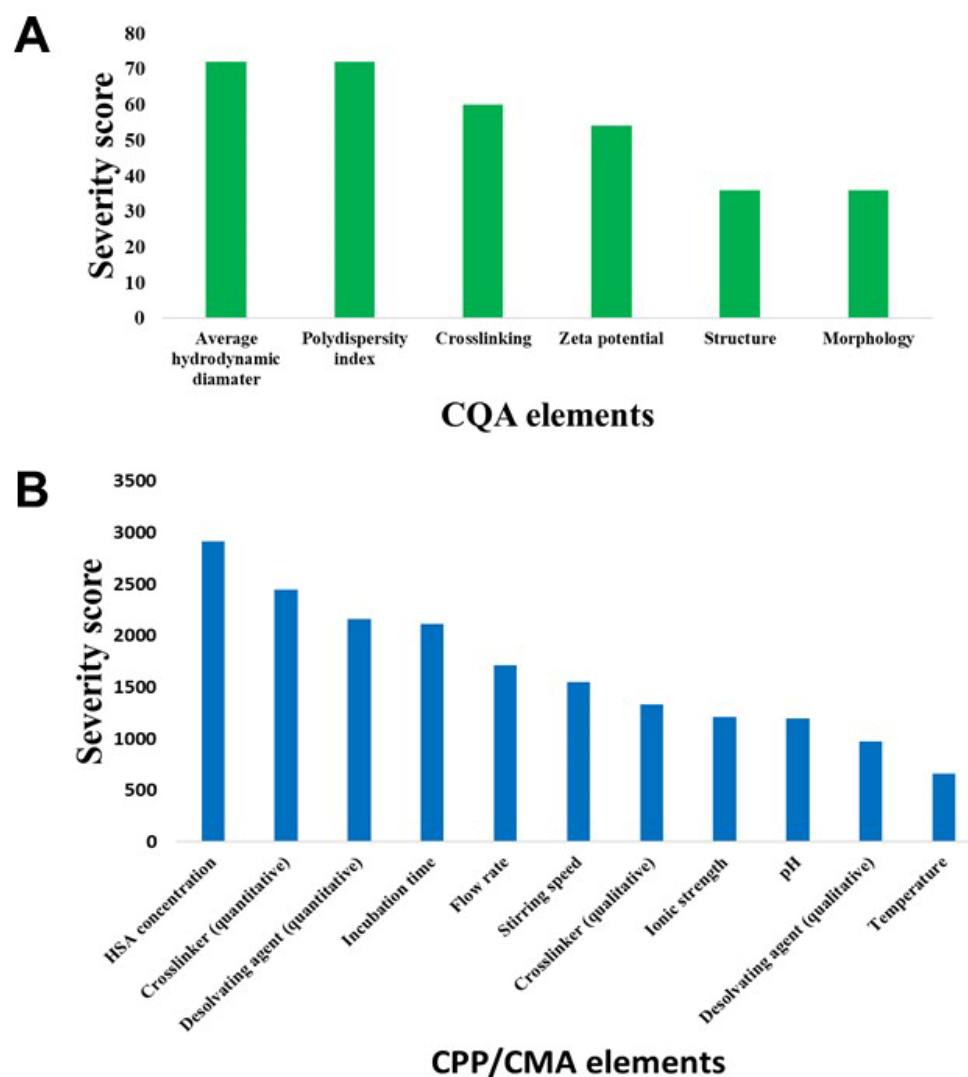 A
Severity score
80
70
60
50
40
30
20
10
0
Average
hydrodynamic
diamater
Polydispersity
index
Crosslinking
Zeta potential
Structure
Morphology
CQA elements
B
Severity score
3500
3000
2500
2000
1500
1000
500
0
HSA concentration
Crosslinker (quantitative)
Desolvating agent (quantitative)
Incubation time
Flow rate
Stirring speed
Crosslinker (qualitative)
Ionic strength
pH
Desolvating agent (qualitative)
Temperature
CPP/CMA elements